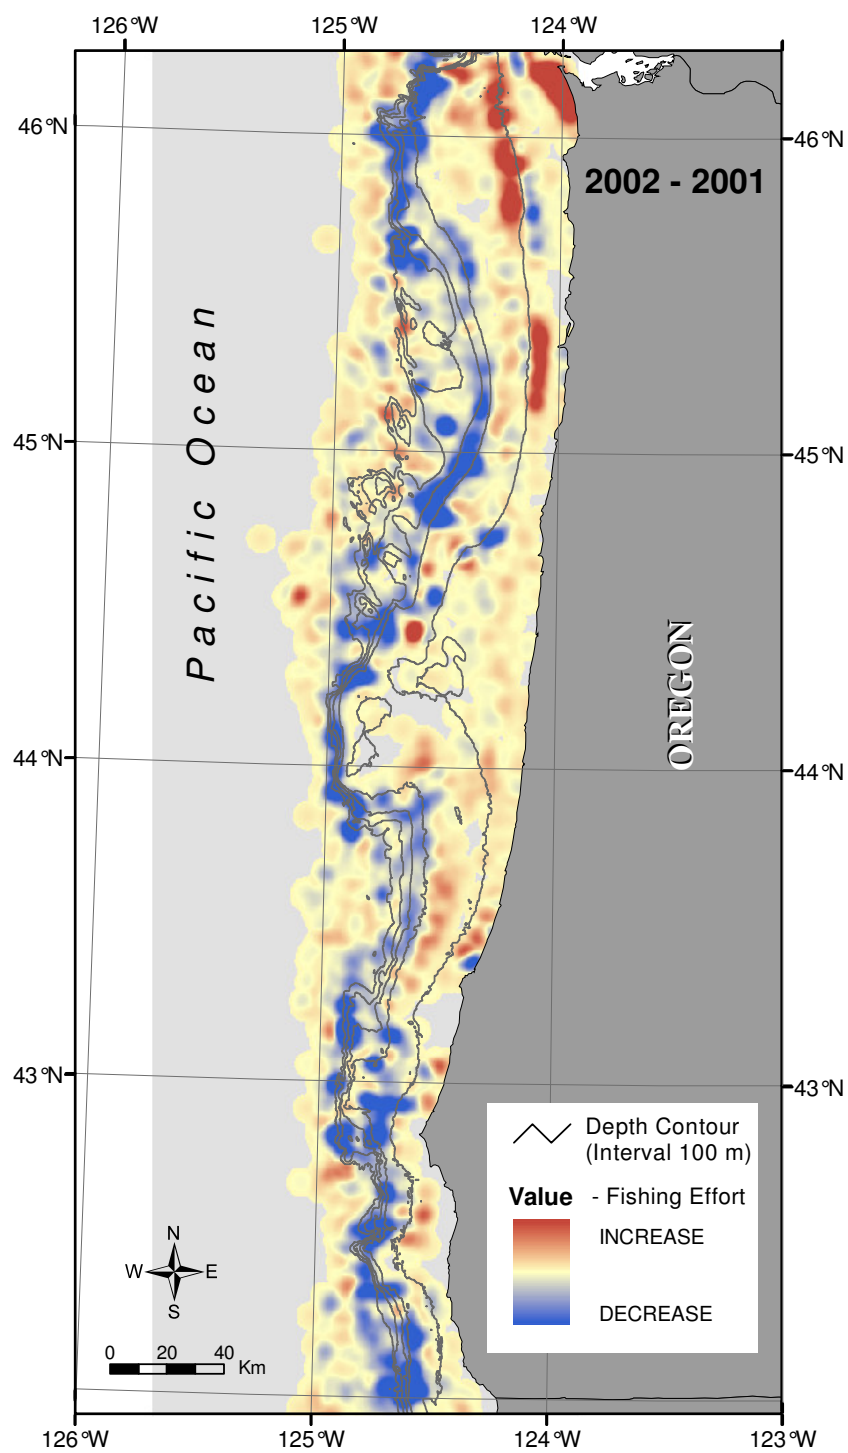 126°W 125°W 124°W
46°N 46°N
2002 - 2001
Pacific Ocean
45°N 45°N
OREGON
44°N 44°N
43°N 43°N
Depth Contour
(Interval 100 m)
Value - Fishing Effort
INCREASE
DECREASE
N
W E
S
0 20 40
Km
126°W 125°W 124°W 123°W